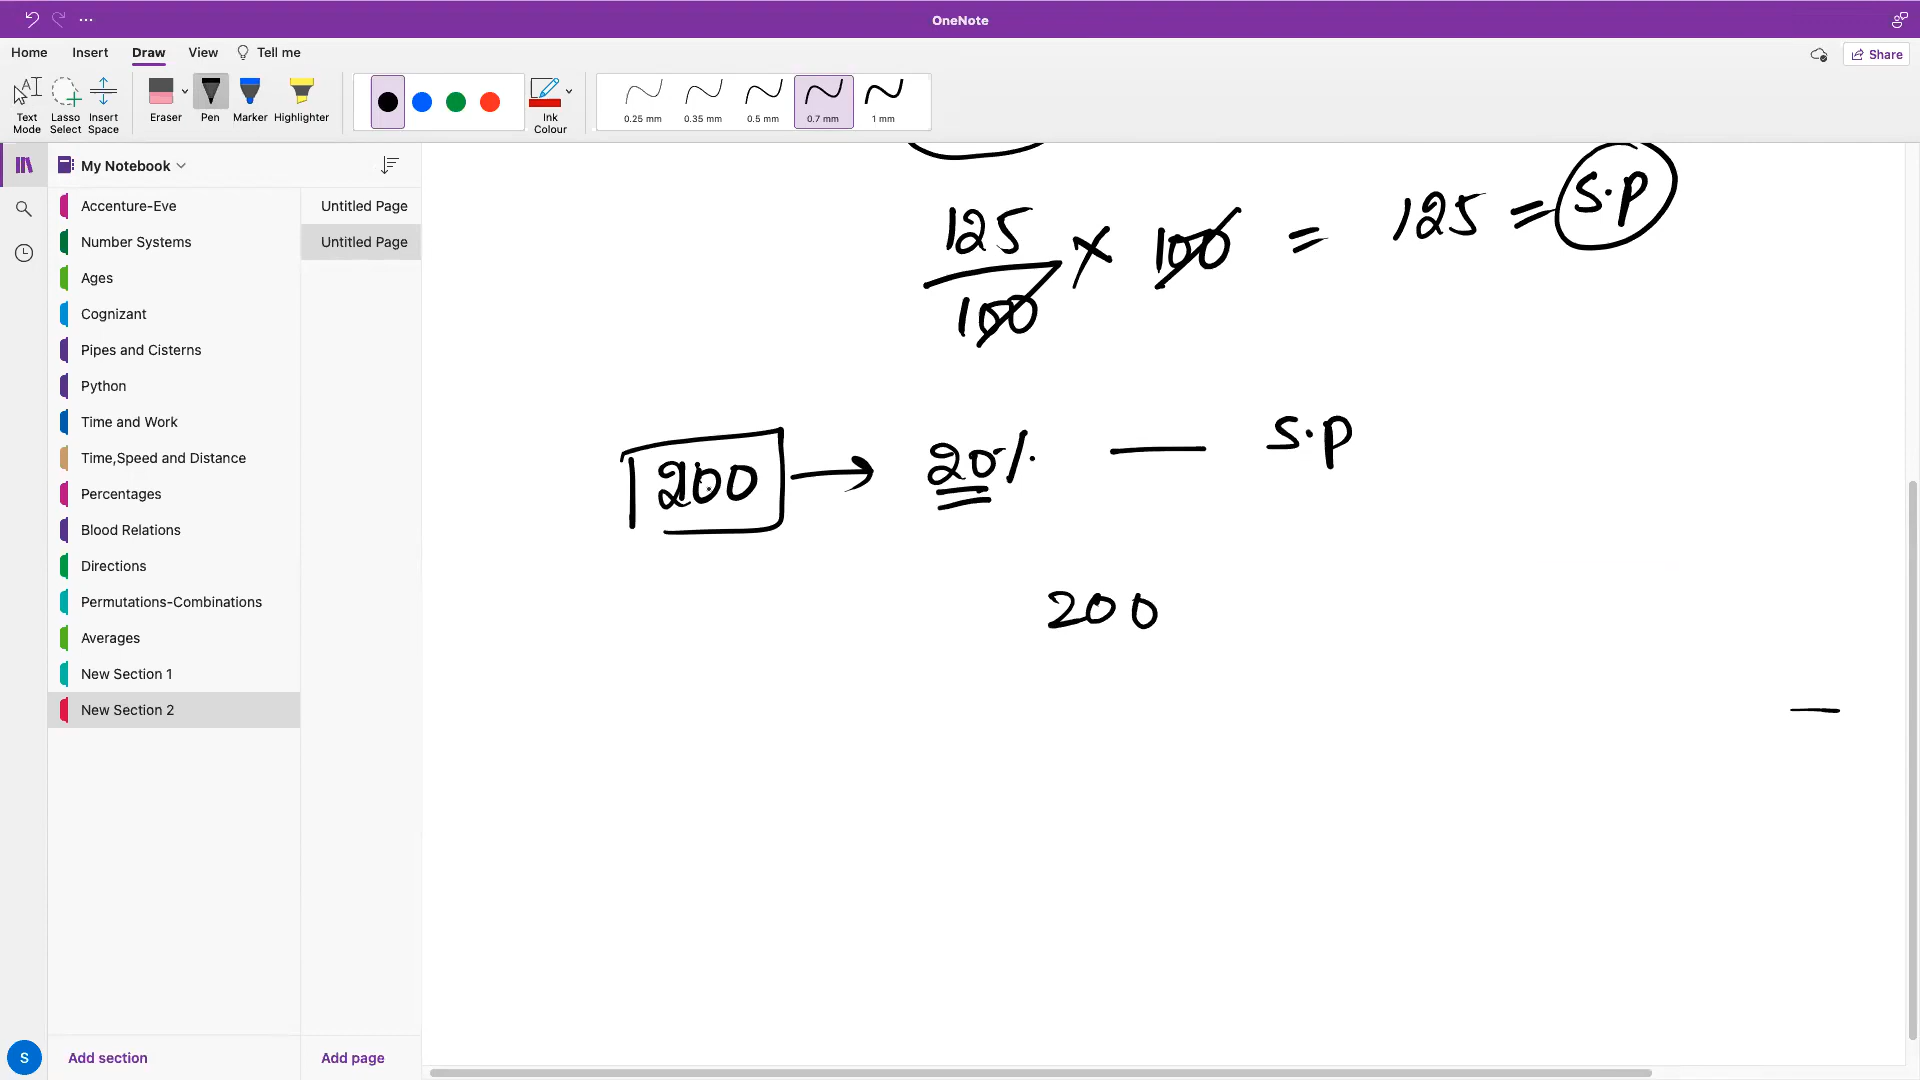 OneNote
Home Insert Draw View Tell me
Share
Text Mode
Lasso Select
Insert Space
Eraser
Pen
Marker
Highlighter
Ink Colour
0.25 mm
0.35 mm
0.5 mm
0.7 mm
1 mm
My Notebook
Accenture-Eve
Number Systems
Ages
Cognizant
Pipes and Cisterns
Python
Time and Work
Time,Speed and Distance
Percentages
Blood Relations
Directions
Permutations-Combinations
Averages
New Section 1
New Section 2
Untitled Page
Untitled Page
125/100 × 100 = 125 = S.P
200 → 20% — S.P
200
S
Add section
Add page